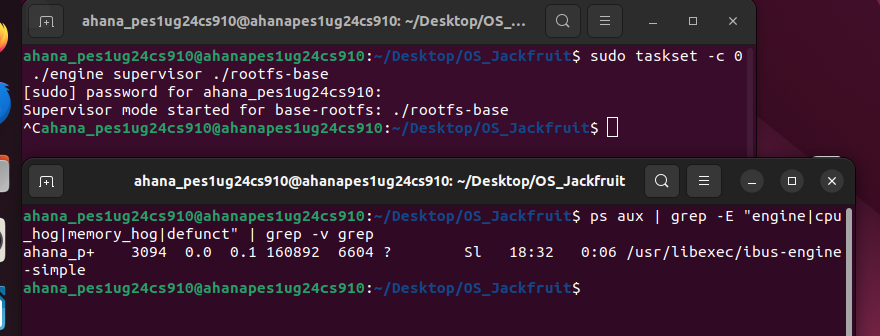 ahana_pes1ug24cs910@ahanapes1ug24cs910: ~/Desktop/OS_...
ahana_pes1ug24cs910@ahanapes1ug24cs910:~/Desktop/OS_Jackfruit$ sudo taskset -c 0
 ./engine supervisor ./rootfs-base
[sudo] password for ahana_pes1ug24cs910:
Supervisor mode started for base-rootfs: ./rootfs-base
^Cahana_pes1ug24cs910@ahanapes1ug24cs910:~/Desktop/OS_Jackfruit$
ahana_pes1ug24cs910@ahanapes1ug24cs910: ~/Desktop/OS_Jackfruit
ahana_pes1ug24cs910@ahanapes1ug24cs910:~/Desktop/OS_Jackfruit$ ps aux | grep -E "engine|cpu
_hog|memory_hog|defunct" | grep -v grep
ahana_p+    3094  0.0  0.1 160892  6604 ?        Sl   18:32   0:06 /usr/libexec/ibus-engine
-simple
ahana_pes1ug24cs910@ahanapes1ug24cs910:~/Desktop/OS_Jackfruit$